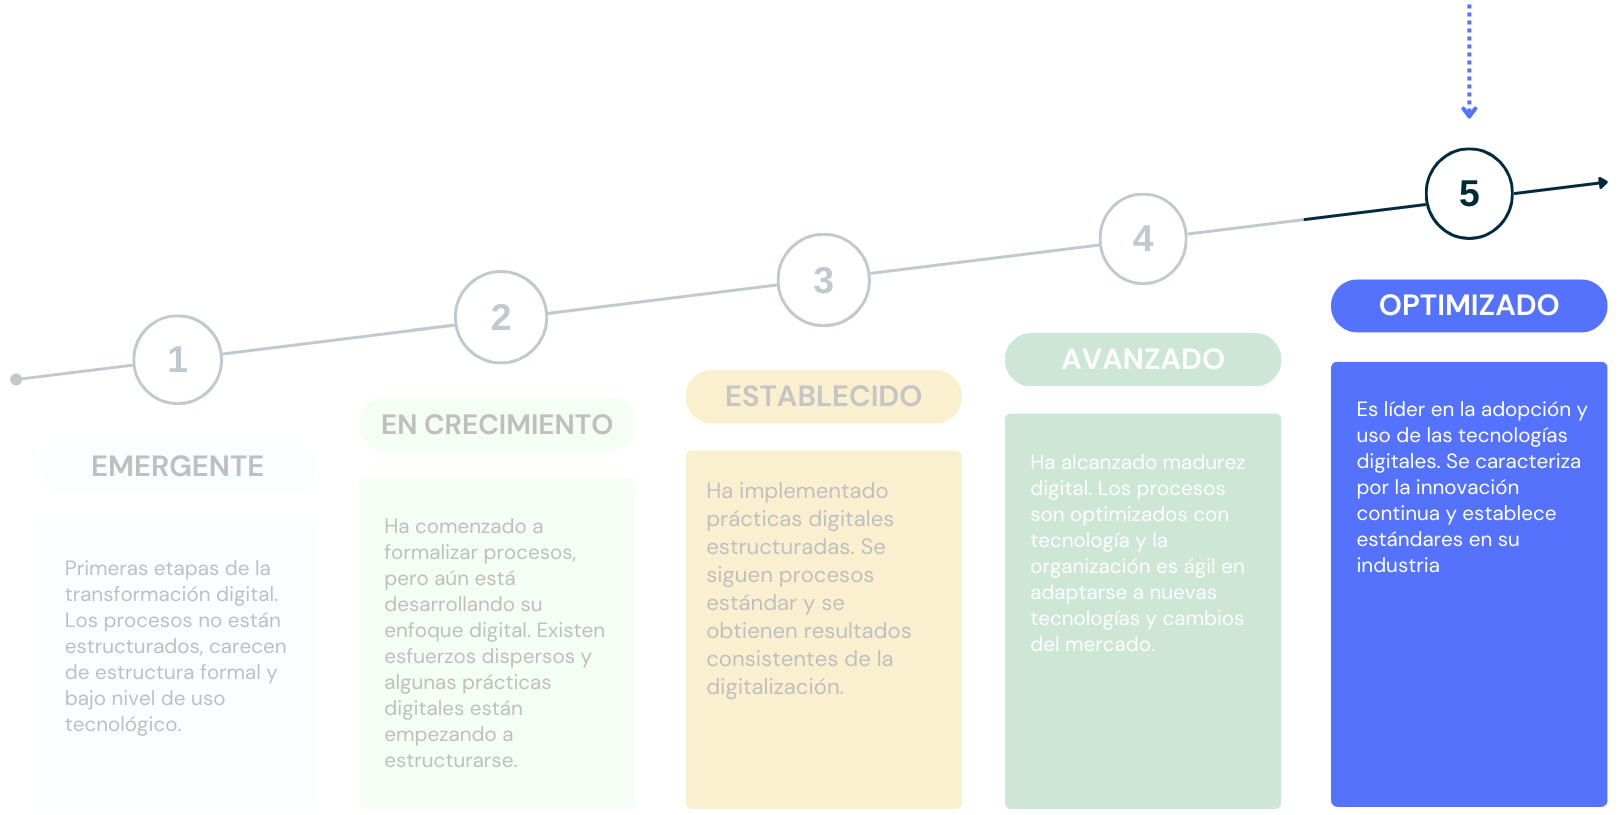 1
EMERGENTE
Primeras etapas de la
transformación digital.
Los procesos no están
estructurados, carecen
de estructura formal y
bajo nivel de uso
tecnológico.
2
EN CRECIMIENTO
Ha comenzado a
formalizar procesos,
pero aún está
desarrollando su
enfoque digital. Existen
esfuerzos dispersos y
algunas prácticas
digitales están
empezando a
estructurarse.
3
ESTABLECIDO
Ha implementado
prácticas digitales
estructuradas. Se
siguen procesos
estándar y se
obtienen resultados
consistentes de la
digitalización.
4
AVANZADO
Ha alcanzado madurez
digital. Los procesos
son optimizados con
tecnología y la
organización es ágil en
adaptarse a nuevas
tecnologías y cambios
del mercado.
5
OPTIMIZADO
Es líder en la adopción y
uso de las tecnologías
digitales. Se caracteriza
por la innovación
continua y establece
estándares en su
industria